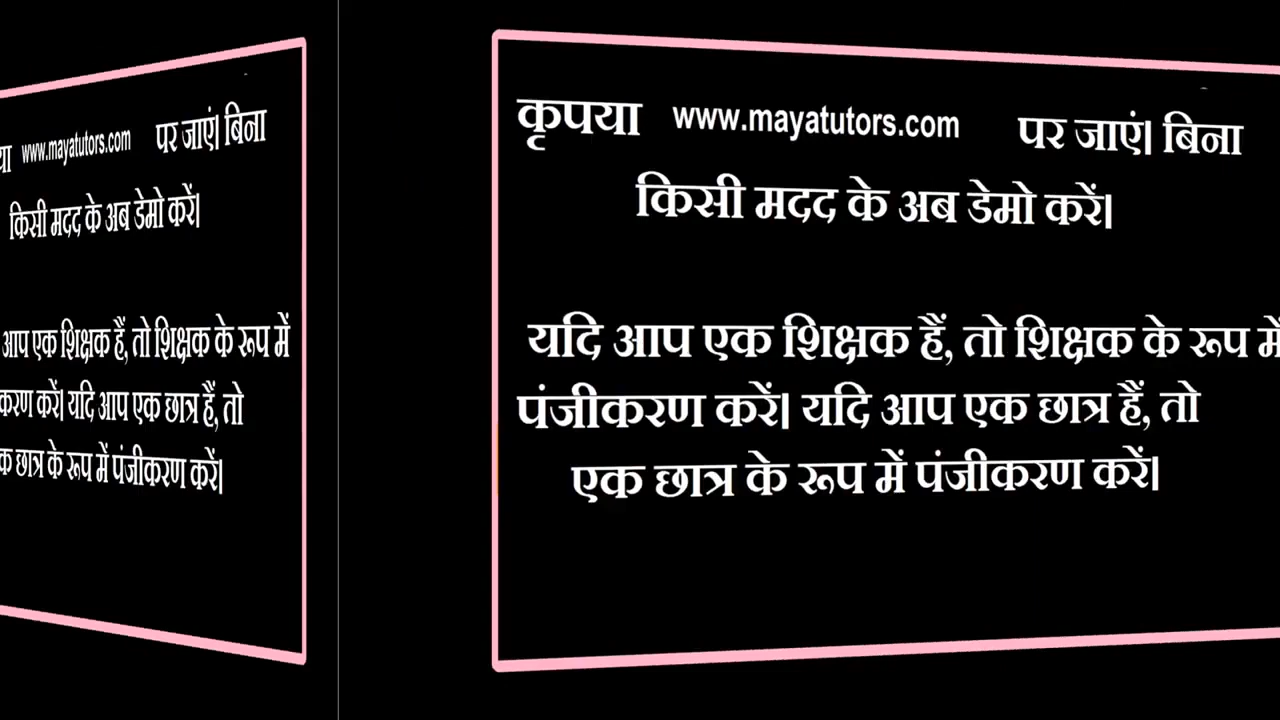 या www.mayatutors.com पर जाएं। बिना
किसी मदद के अब डेमो करें।
आप एक शिक्षक हैं, तो शिक्षक के रूप में
करण करें। यदि आप एक छात्र हैं, तो
क छात्र के रूप में पंजीकरण करें।
कृपया www.mayatutors.com पर जाएं। बिना
किसी मदद के अब डेमो करें।
यदि आप एक शिक्षक हैं, तो शिक्षक के रूप में
पंजीकरण करें। यदि आप एक छात्र हैं, तो
एक छात्र के रूप में पंजीकरण करें।